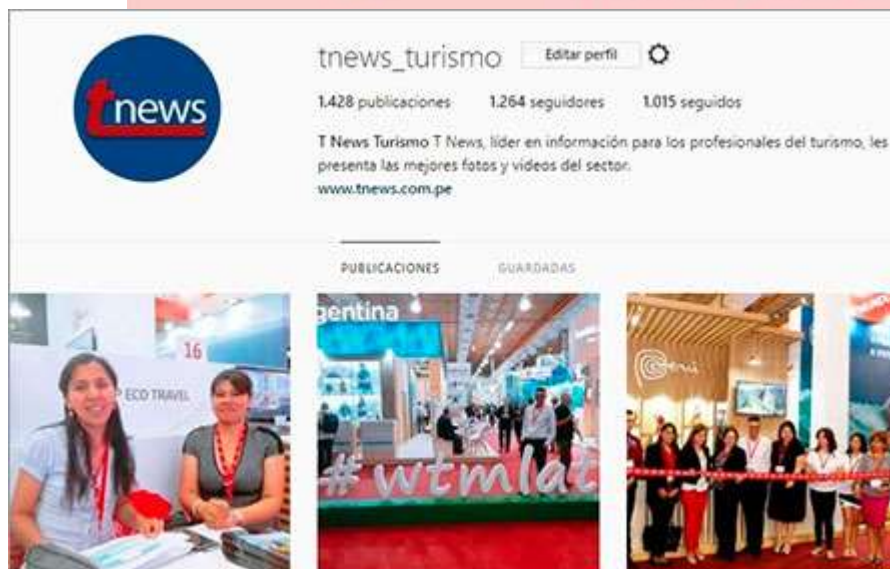 tnews
tnews_turismo Editar perfil
1.428 publicaciones 1.264 seguidores 1.015 seguidos
T News Turismo T News, líder en información para los profesionales del turismo, les
presenta las mejores fotos y videos del sector.
www.tnews.com.pe
PUBLICACIONES GUARDADAS
16
P ECO TRAVEL
gentina
#wtmlat
Perú